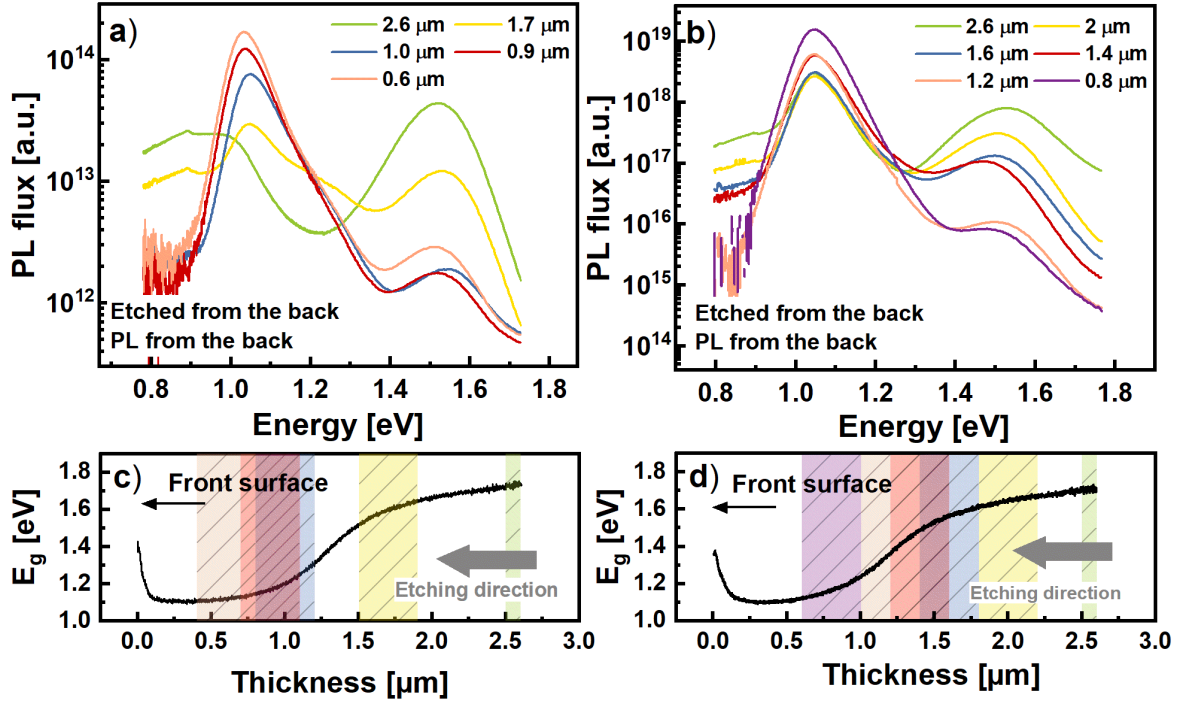 a)
2.6 μm
1.7 μm
1.0 μm
0.9 μm
0.6 μm
10^14
10^13
10^12
PL flux [a.u.]
Etched from the back
PL from the back
0.8 1.0 1.2 1.4 1.6 1.8
Energy [eV]
b)
2.6 μm
2 μm
1.6 μm
1.4 μm
1.2 μm
0.8 μm
10^19
10^18
10^17
10^16
10^15
10^14
PL flux [a.u.]
Etched from the back
PL from the back
0.8 1.0 1.2 1.4 1.6 1.8
Energy [eV]
c)
Front surface
1.8
1.6
1.4
1.2
1.0
Eg [eV]
Etching direction
0.0 0.5 1.0 1.5 2.0 2.5 3.0
Thickness [μm]
d)
Front surface
1.8
1.6
1.4
1.2
1.0
Eg [eV]
Etching direction
0.0 0.5 1.0 1.5 2.0 2.5 3.0
Thickness [μm]